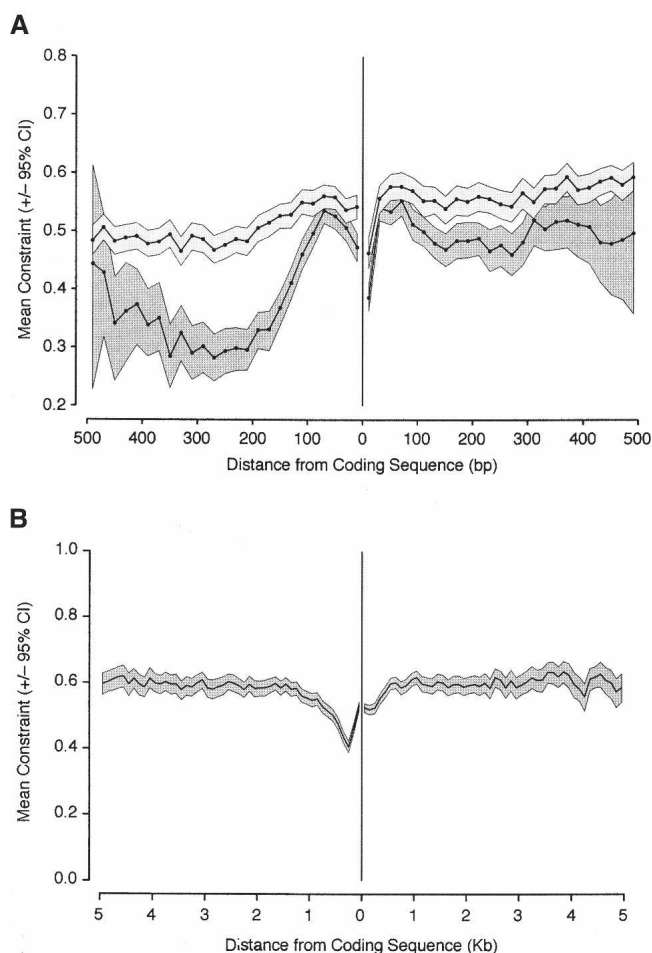 A
Mean Constraint (+/− 95% CI)
0.8
0.7
0.6
0.5
0.4
0.3
0.2
500 400 300 200 100 0 100 200 300 400 500
Distance from Coding Sequence (bp)
B
Mean Constraint (+/− 95% CI)
1.0
0.8
0.6
0.4
0.2
0.0
5 4 3 2 1 0 1 2 3 4 5
Distance from Coding Sequence (Kb)